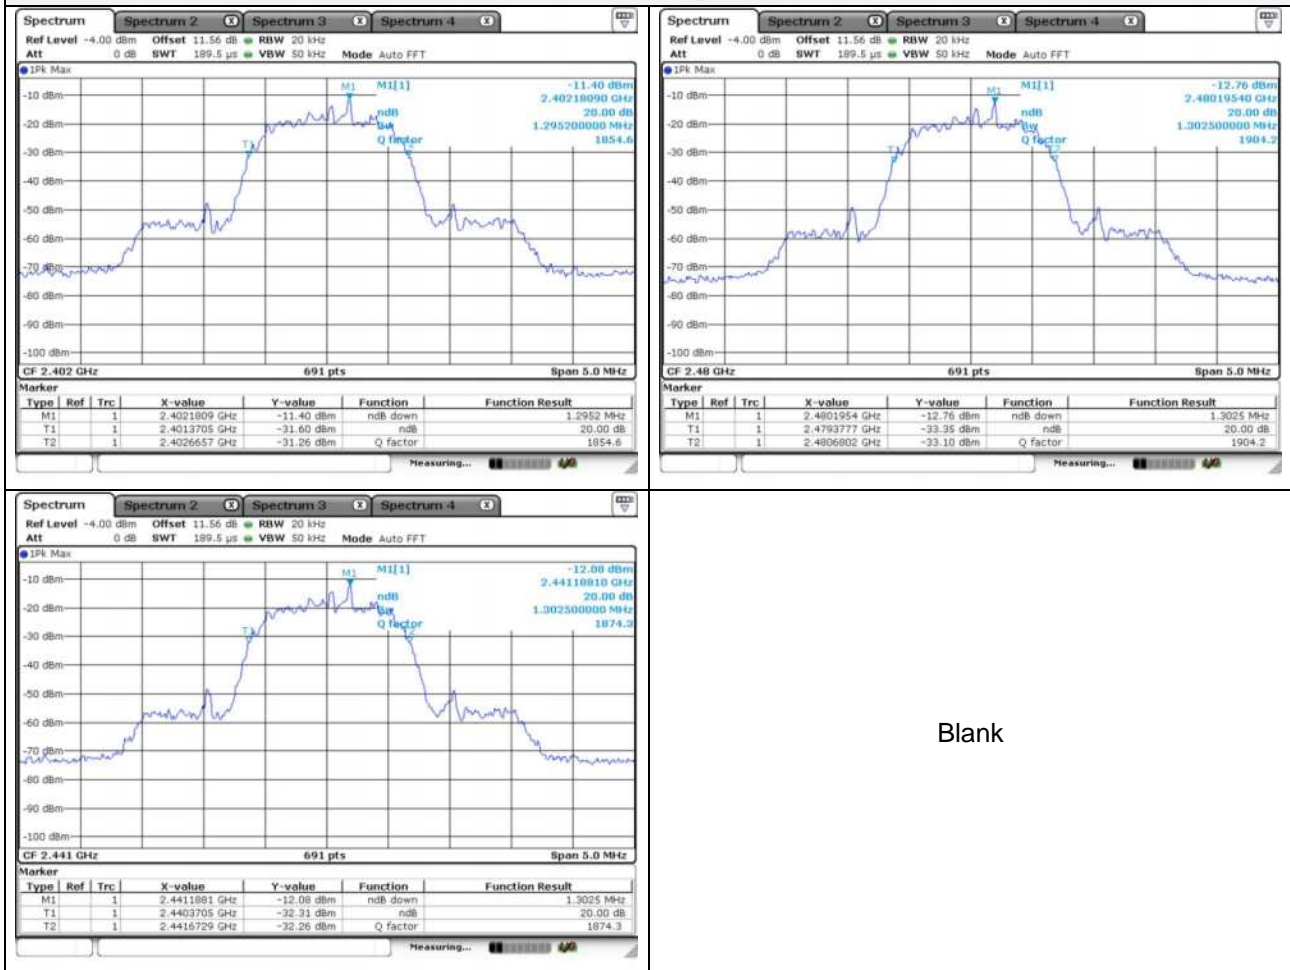 Spectrum Spectrum 2 X Spectrum 3 X Spectrum 4 X
Ref Level -4.00 dBm Offset 11.56 dB RBW 20 kHz
Att 0 dB SWT 189.5 µs VBW 50 kHz Mode Auto FFT
1Pk Max
M1 M1[1] -11.40 dBm
2.40218090 GHz
-10 dBm
ndB 20.00 dB
-20 dBm
Bw 1.295200000 MHz
Q factor 1854.6
T1
T2
-30 dBm
-40 dBm
-50 dBm
-60 dBm
-70 dBm
-80 dBm
-90 dBm
-100 dBm
CF 2.402 GHz 691 pts Span 5.0 MHz
Marker
Type Ref Trc X-value Y-value Function Function Result
M1 1 2.4021809 GHz -11.40 dBm ndB down 1.2952 MHz
T1 1 2.4013705 GHz -31.60 dBm ndB 20.00 dB
T2 1 2.4026657 GHz -31.26 dBm Q factor 1854.6
Measuring...
Spectrum Spectrum 2 X Spectrum 3 X Spectrum 4 X
Ref Level -4.00 dBm Offset 11.56 dB RBW 20 kHz
Att 0 dB SWT 189.5 µs VBW 50 kHz Mode Auto FFT
1Pk Max
M1 M1[1] -12.76 dBm
2.48019540 GHz
-10 dBm
ndB 20.00 dB
-20 dBm
Bw 1.302500000 MHz
Q factor 1904.2
T1
T2
-30 dBm
-40 dBm
-50 dBm
-60 dBm
-70 dBm
-80 dBm
-90 dBm
-100 dBm
CF 2.48 GHz 691 pts Span 5.0 MHz
Marker
Type Ref Trc X-value Y-value Function Function Result
M1 1 2.4801954 GHz -12.76 dBm ndB down 1.3025 MHz
T1 1 2.4793777 GHz -33.35 dBm ndB 20.00 dB
T2 1 2.4806802 GHz -33.10 dBm Q factor 1904.2
Measuring...
Spectrum Spectrum 2 X Spectrum 3 X Spectrum 4 X
Ref Level -4.00 dBm Offset 11.56 dB RBW 20 kHz
Att 0 dB SWT 189.5 µs VBW 50 kHz Mode Auto FFT
1Pk Max
M1 M1[1] -12.08 dBm
2.44118810 GHz
-10 dBm
ndB 20.00 dB
-20 dBm
Bw 1.302500000 MHz
Q factor 1874.3
T1
T2
-30 dBm
-40 dBm
-50 dBm
-60 dBm
-70 dBm
-80 dBm
-90 dBm
-100 dBm
CF 2.441 GHz 691 pts Span 5.0 MHz
Marker
Type Ref Trc X-value Y-value Function Function Result
M1 1 2.4411881 GHz -12.08 dBm ndB down 1.3025 MHz
T1 1 2.4403705 GHz -32.31 dBm ndB 20.00 dB
T2 1 2.4416729 GHz -32.26 dBm Q factor 1874.3
Measuring...
Blank